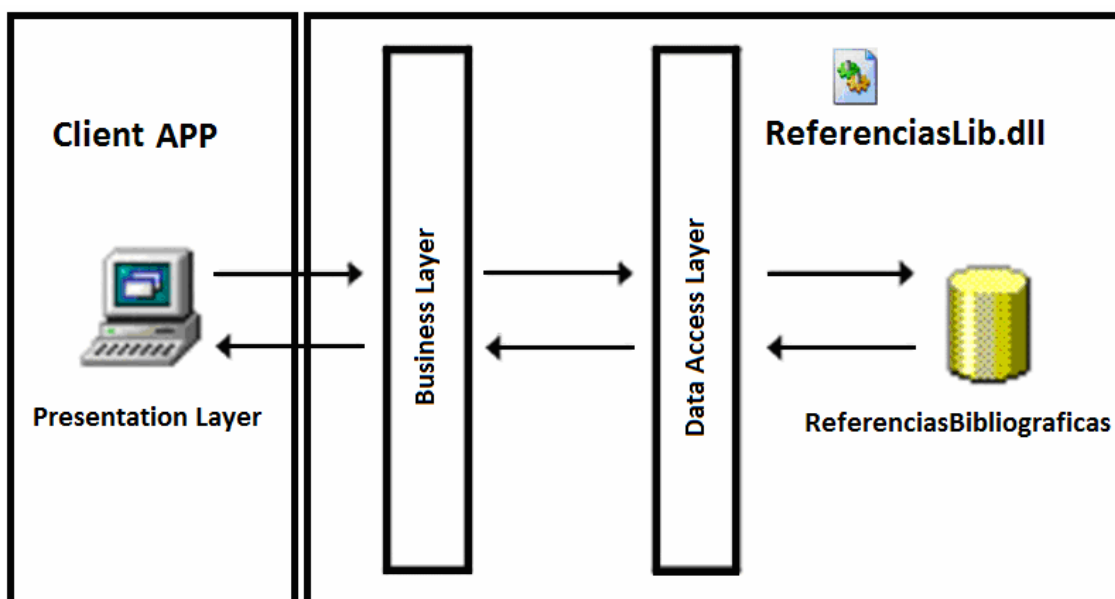 Client APP
Presentation Layer
Business Layer
Data Access Layer
ReferenciasLib.dll
ReferenciasBibliograficas